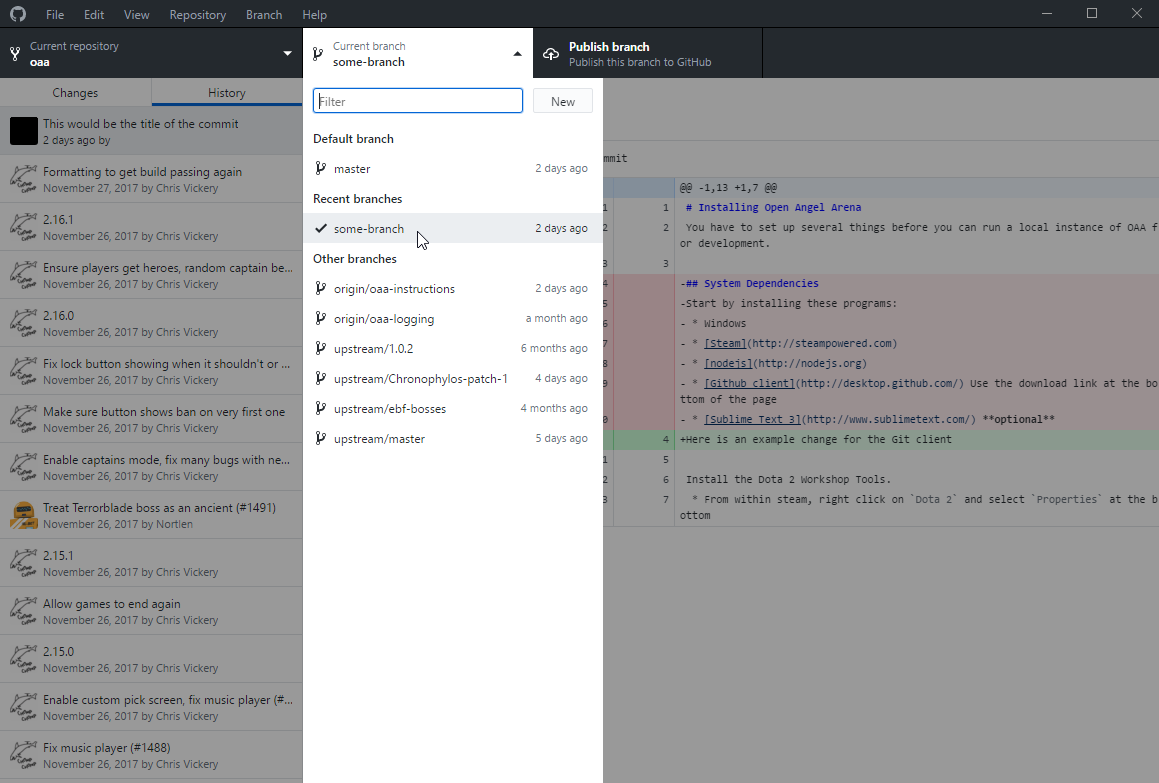 File Edit View Repository Branch Help
Current repository
oaa
Current branch
some-branch
Publish branch
Publish this branch to GitHub
Changes History
This would be the title of the commit
2 days ago by
Formatting to get build passing again
November 27, 2017 by Chris Vickery
2.16.1
November 26, 2017 by Chris Vickery
Ensure players get heroes, random captain be...
November 26, 2017 by Chris Vickery
2.16.0
November 26, 2017 by Chris Vickery
Fix lock button showing when it shouldn't or ...
November 26, 2017 by Chris Vickery
Make sure button shows ban on very first one
November 26, 2017 by Chris Vickery
Enable captains mode, fix many bugs with ne...
November 26, 2017 by Chris Vickery
Treat Terrorblade boss as an ancient (#1491)
November 26, 2017 by Nortlen
2.15.1
November 26, 2017 by Chris Vickery
Allow games to end again
November 26, 2017 by Chris Vickery
2.15.0
November 26, 2017 by Chris Vickery
Enable custom pick screen, fix music player (#...
November 26, 2017 by Chris Vickery
Fix music player (#1488)
November 26, 2017 by Chris Vickery
Filter New
Default branch
master 2 days ago
Recent branches
some-branch 2 days ago
Other branches
origin/oaa-instructions 2 days ago
origin/oaa-logging a month ago
upstream/1.0.2 6 months ago
upstream/Chronophylos-patch-1 4 days ago
upstream/ebf-bosses 4 months ago
upstream/master 5 days ago
mmit
@@ -1,13 +1,7 @@
1 1 # Installing Open Angel Arena
2 2 You have to set up several things before you can run a local instance of OAA f
or development.
3 3
4 -## System Dependencies
5 -Start by installing these programs:
6 - * Windows
7 - * [Steam](http://steampowered.com)
8 - * [nodejs](http://nodejs.org)
9 - * [Github client](http://desktop.github.com/) Use the download link at the bo
ttom of the page
0 - * [Sublime Text 3](http://www.sublimetext.com/) **optional**
4 +Here is an example change for the Git client
1 5
2 6 Install the Dota 2 Workshop Tools.
3 7 * From within steam, right click on `Dota 2` and select `Properties` at the b
ottom